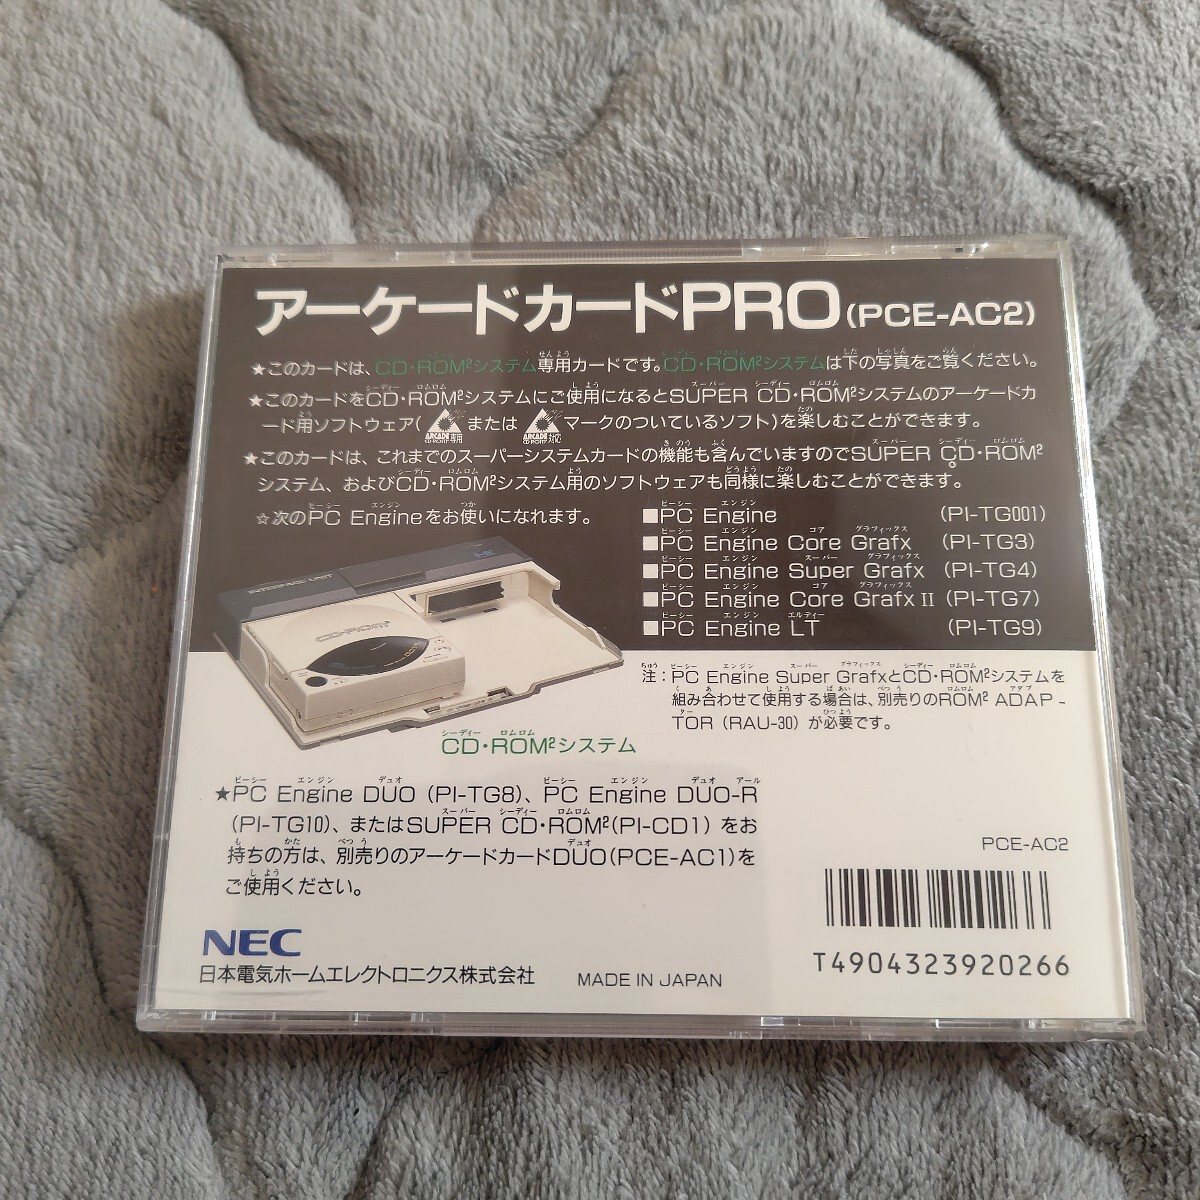 アーケードカードPRO(PCE-AC2)
★このカードは、CD・ROM²システム専用カードです。CD・ROM²システムは下の写真をご覧ください。
★このカードをCD・ROM²システムにご使用になるとSUPER CD・ROM²システムのアーケードカ
ード用ソフトウェア(ARCADE CD-ROM²専用または ARCADE CD-ROM²対応マークのついているソフト)を楽しむことができます。
★このカードは、これまでのスーパーシステムカードの機能も含んでいますのでSUPER CD・ROM²
システム、およびCD・ROM²システム用のソフトウェアも同様に楽しむことができます。
☆次のPC Engineをお使いになれます。
■PC Engine (PI-TG001)
■PC Engine Core Grafx (PI-TG3)
■PC Engine Super Grafx (PI-TG4)
■PC Engine Core Grafx II (PI-TG7)
■PC Engine LT (PI-TG9)
CD-ROM²
CD・ROM²システム
注:PC Engine Super GrafxとCD・ROM²システムを
組み合わせて使用する場合は、別売りのROM² ADAP-
TOR (RAU-30) が必要です。
★PC Engine DUO (PI-TG8)、PC Engine DUO-R
(PI-TG10)、またはSUPER CD・ROM²(PI-CD1) をお
持ちの方は、別売りのアーケードカードDUO(PCE-AC1)を
ご使用ください。
NEC
日本電気ホームエレクトロニクス株式会社
MADE IN JAPAN
PCE-AC2
T4904323920266